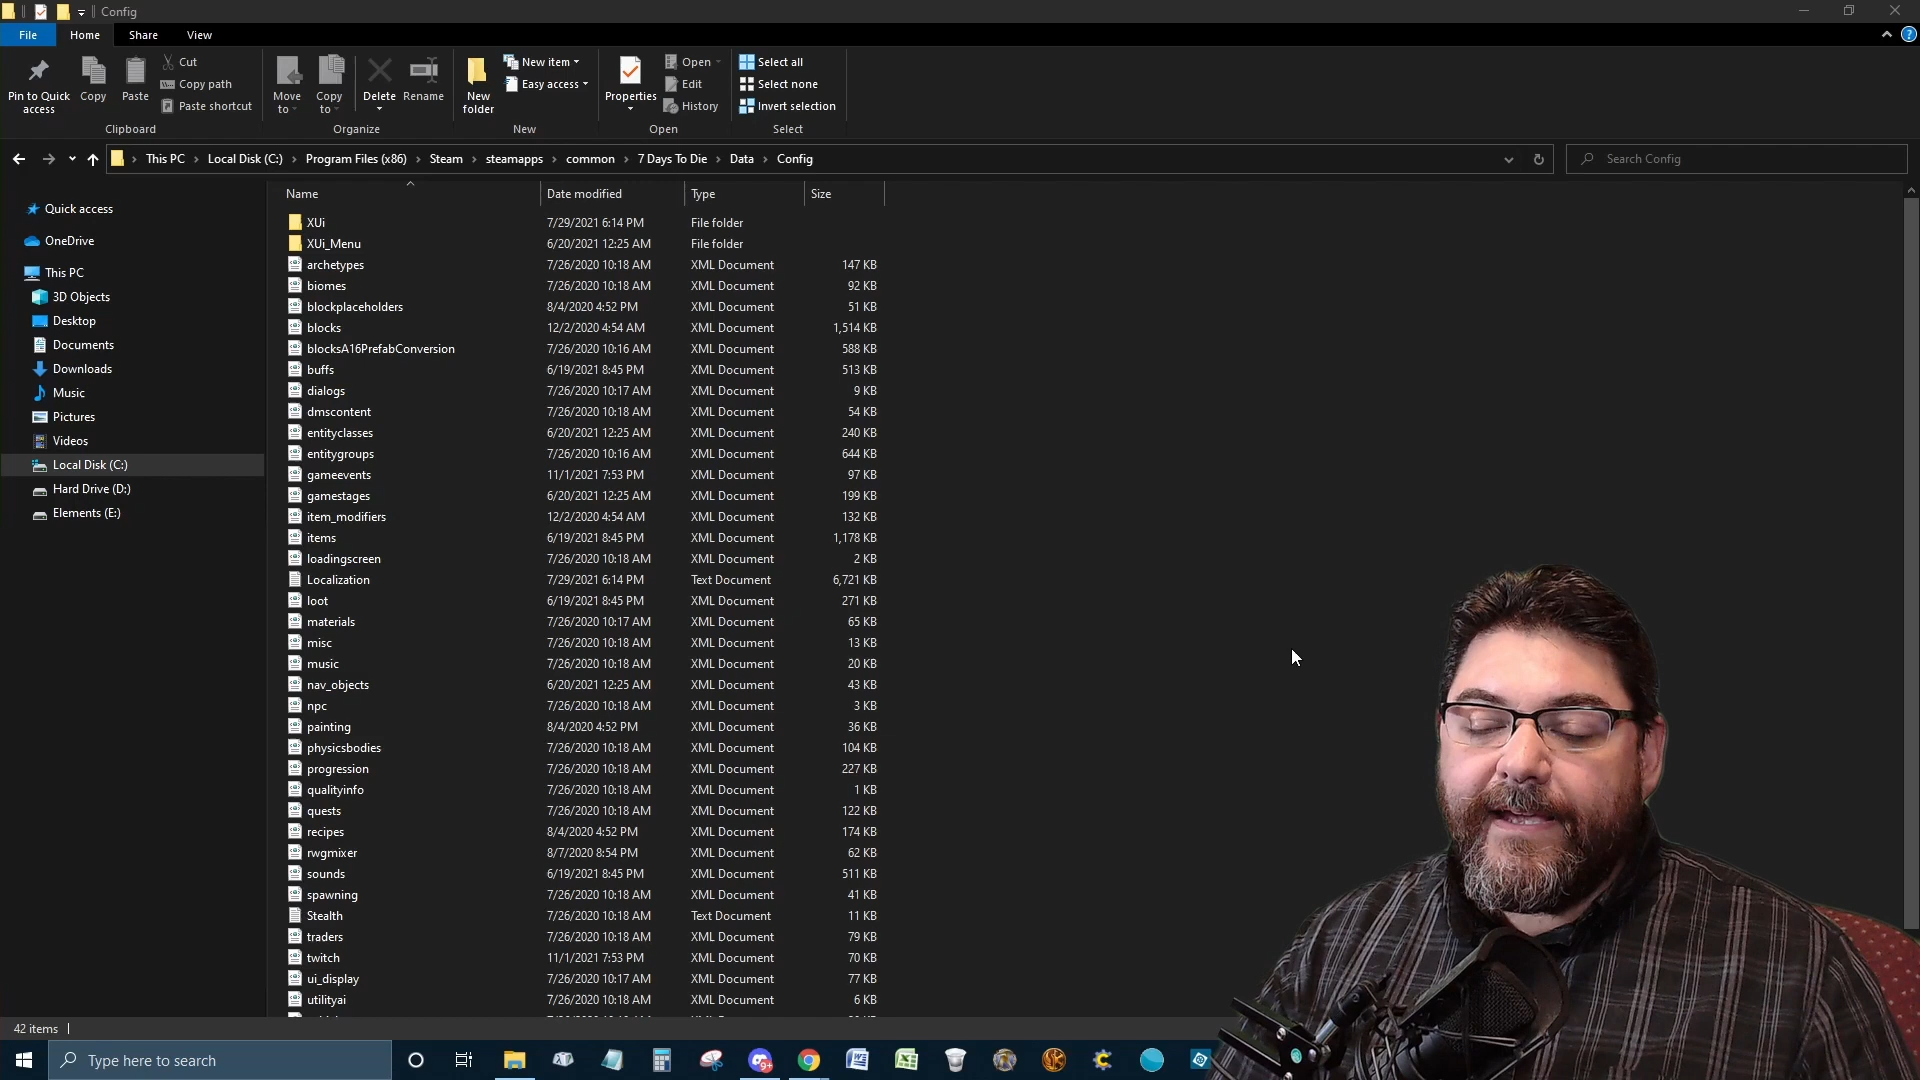 Config
File Home Share View
Pin to Quick access
Copy
Paste
Cut
Copy path
Paste shortcut
Clipboard
Move to
Copy to
Delete
Rename
Organize
New folder
New item
Easy access
New
Properties
Open
Edit
History
Open
Select all
Select none
Invert selection
Select
This PC > Local Disk (C:) > Program Files (x86) > Steam > steamapps > common > 7 Days To Die > Data > Config
Search Config
Quick access
OneDrive
This PC
3D Objects
Desktop
Documents
Downloads
Music
Pictures
Videos
Local Disk (C:)
Hard Drive (D:)
Elements (E:)
Name Date modified Type Size
XUi 7/29/2021 6:14 PM File folder
XUi_Menu 6/20/2021 12:25 AM File folder
archetypes 7/26/2020 10:18 AM XML Document 147 KB
biomes 7/26/2020 10:18 AM XML Document 92 KB
blockplaceholders 8/4/2020 4:52 PM XML Document 51 KB
blocks 12/2/2020 4:54 AM XML Document 1,514 KB
blocksA16PrefabConversion 7/26/2020 10:16 AM XML Document 588 KB
buffs 6/19/2021 8:45 PM XML Document 513 KB
dialogs 7/26/2020 10:17 AM XML Document 9 KB
dmscontent 7/26/2020 10:18 AM XML Document 54 KB
entityclasses 6/20/2021 12:25 AM XML Document 240 KB
entitygroups 7/26/2020 10:16 AM XML Document 644 KB
gameevents 11/1/2021 7:53 PM XML Document 97 KB
gamestages 6/20/2021 12:25 AM XML Document 199 KB
item_modifiers 12/2/2020 4:54 AM XML Document 132 KB
items 6/19/2021 8:45 PM XML Document 1,178 KB
loadingscreen 7/26/2020 10:18 AM XML Document 2 KB
Localization 7/29/2021 6:14 PM Text Document 6,721 KB
loot 6/19/2021 8:45 PM XML Document 271 KB
materials 7/26/2020 10:17 AM XML Document 65 KB
misc 7/26/2020 10:18 AM XML Document 13 KB
music 7/26/2020 10:18 AM XML Document 20 KB
nav_objects 6/20/2021 12:25 AM XML Document 43 KB
npc 7/26/2020 10:18 AM XML Document 3 KB
painting 8/4/2020 4:52 PM XML Document 36 KB
physicsbodies 7/26/2020 10:18 AM XML Document 104 KB
progression 7/26/2020 10:18 AM XML Document 227 KB
qualityinfo 7/26/2020 10:18 AM XML Document 1 KB
quests 7/26/2020 10:18 AM XML Document 122 KB
recipes 8/4/2020 4:52 PM XML Document 174 KB
rwgmixer 8/7/2020 8:54 PM XML Document 62 KB
sounds 6/19/2021 8:45 PM XML Document 511 KB
spawning 7/26/2020 10:18 AM XML Document 41 KB
Stealth 7/26/2020 10:18 AM Text Document 11 KB
traders 7/26/2020 10:18 AM XML Document 79 KB
twitch 11/1/2021 7:53 PM XML Document 70 KB
ui_display 7/26/2020 10:17 AM XML Document 77 KB
utilityai 7/26/2020 10:18 AM XML Document 6 KB
42 items
Type here to search